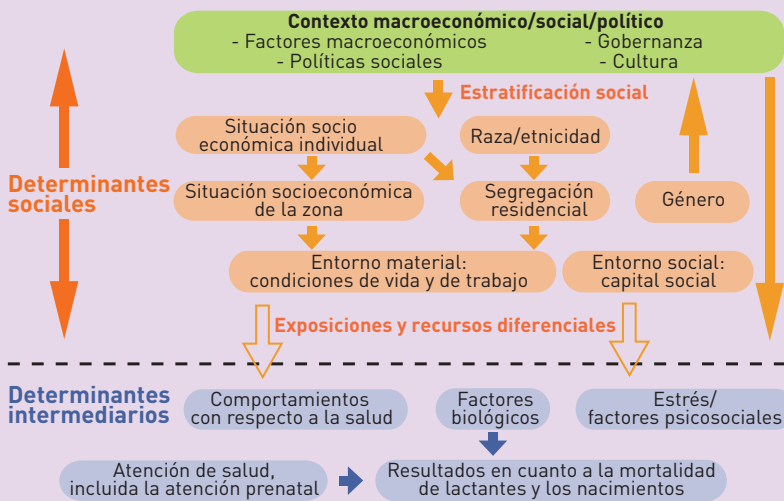 Contexto macroeconómico/social/político
- Factores macroeconómicos
- Gobernanza
- Políticas sociales
- Cultura
Estratificación social
Situación socio
económica individual
Raza/etnicidad
Determinantes
sociales
Situación socioeconómica
de la zona
Segregación
residencial
Género
Entorno material:
condiciones de vida y de trabajo
Entorno social:
capital social
Exposiciones y recursos diferenciales
Determinantes
intermediarios
Comportamientos
con respecto a la salud
Factores
biológicos
Estrés/
factores psicosociales
Atención de salud,
incluida la atención prenatal
Resultados en cuanto a la mortalidad
de lactantes y los nacimientos